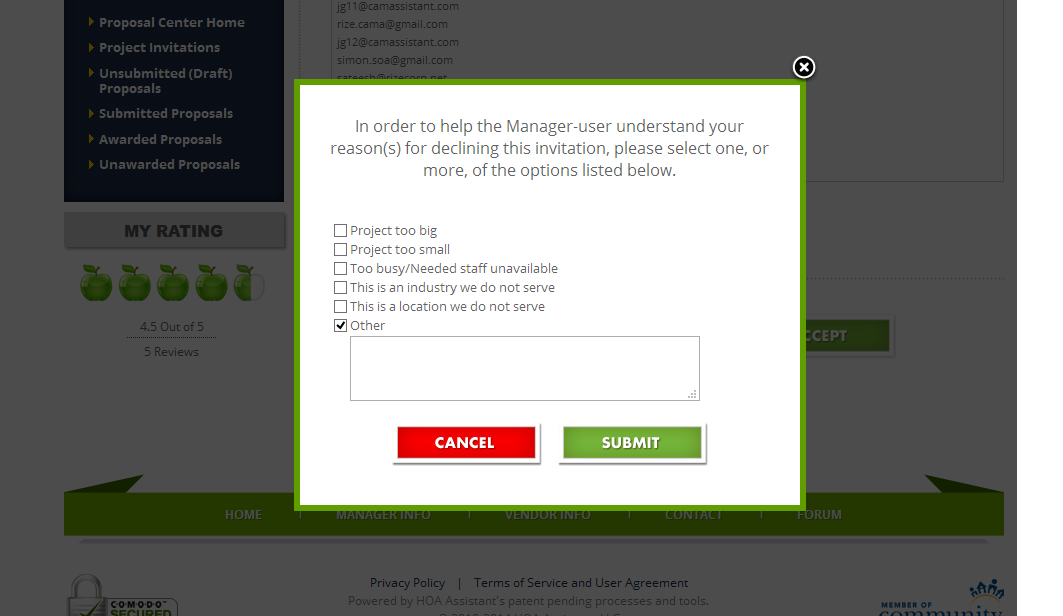 jg11@camassistant.com
rize.cama@gmail.com
jg12@camassistant.com
simon.soa@gmail.com
sateesh@rizecorp.net
Proposal Center Home
Project Invitations
Unsubmitted (Draft)
Proposals
Submitted Proposals
Awarded Proposals
Unawarded Proposals
MY RATING
4.5 Out of 5
5 Reviews
In order to help the Manager-user understand your
reason(s) for declining this invitation, please select one, or
more, of the options listed below.
Project too big
Project too small
Too busy/Needed staff unavailable
This is an industry we do not serve
This is a location we do not serve
Other
CANCEL
SUBMIT
CCEPT
HOME
MANAGER INFO
VENDOR INFO
CONTACT
FORUM
Privacy Policy | Terms of Service and User Agreement
Powered by HOA Assistant's patent pending processes and tools.
COMODO
SECURED
MEMBER OF
community